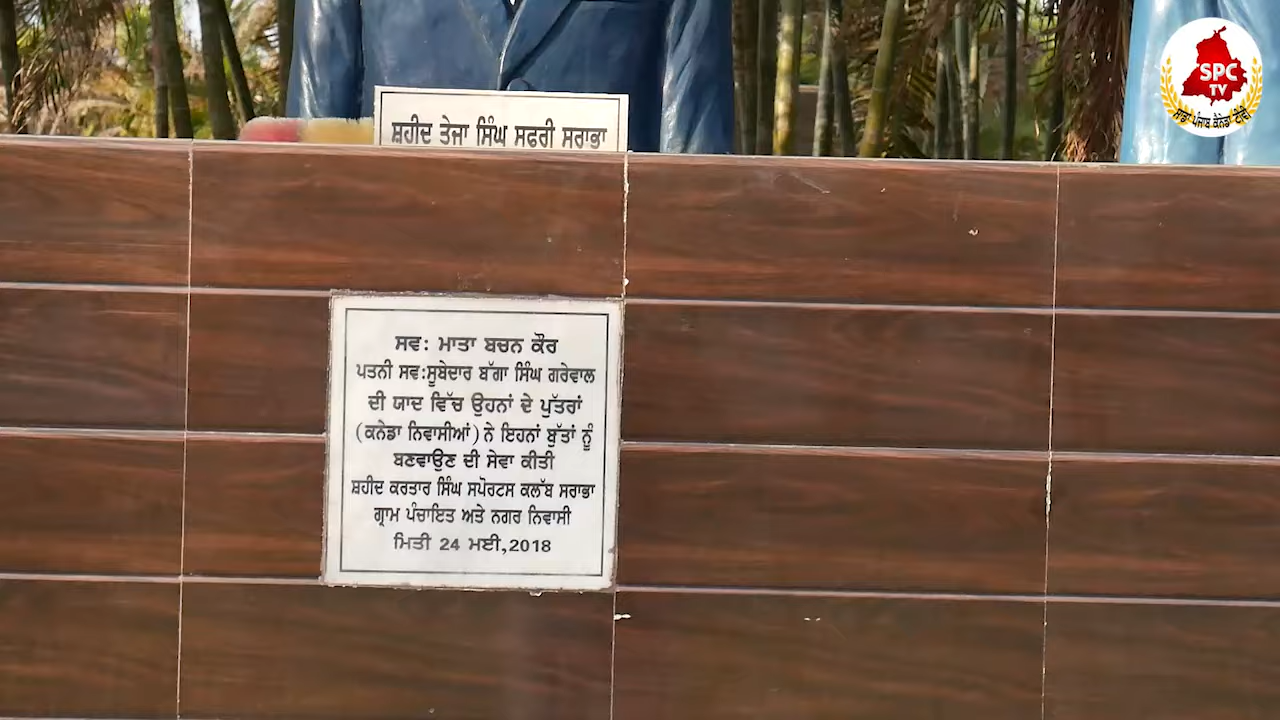 ਸ਼ਹੀਦ ਤੇਜਾ ਸਿੰਘ ਸਫਰੀ ਸਰਾਭਾ
SPC
TV
ਸਾਡਾ ਪੰਜਾਬ ਕੈਨੇਡਾ ਟੀਵੀ
ਸਵ: ਮਾਤਾ ਬਚਨ ਕੌਰ
ਪਤਨੀ ਸਵ:ਸੂਬੇਦਾਰ ਬੱਗਾ ਸਿੰਘ ਗਰੇਵਾਲ
ਦੀ ਯਾਦ ਵਿੱਚ ਉਹਨਾਂ ਦੇ ਪੁੱਤਰਾਂ
(ਕਨੇਡਾ ਨਿਵਾਸੀਆਂ) ਨੇ ਇਹਨਾਂ ਬੁੱਤਾਂ ਨੂੰ
ਬਣਵਾਉਣ ਦੀ ਸੇਵਾ ਕੀਤੀ
ਸ਼ਹੀਦ ਕਰਤਾਰ ਸਿੰਘ ਸਪੋਰਟਸ ਕਲੱਬ ਸਰਾਭਾ
ਗ੍ਰਾਮ ਪੰਚਾਇਤ ਅਤੇ ਨਗਰ ਨਿਵਾਸੀ
ਮਿਤੀ 24 ਮਈ,2018